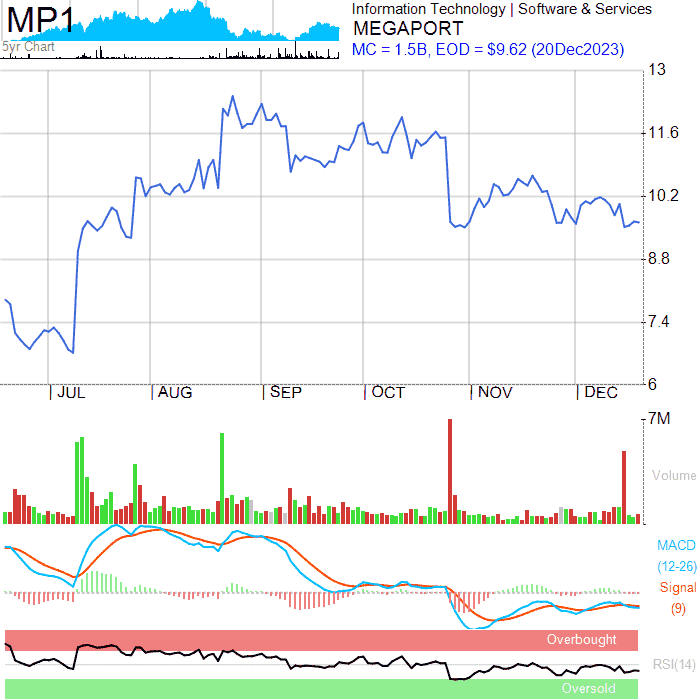 MP1
Information Technology | Software & Services
MEGAPORT
5yr Chart
MC = 1.5B, EOD = $9.62 (20Dec2023)
13
11.6
10.2
8.8
7.4
6
JUL AUG SEP OCT NOV DEC
7M
Volume
MACD
(12-26)
Signal
(9)
Overbought
RSI(14)
Oversold